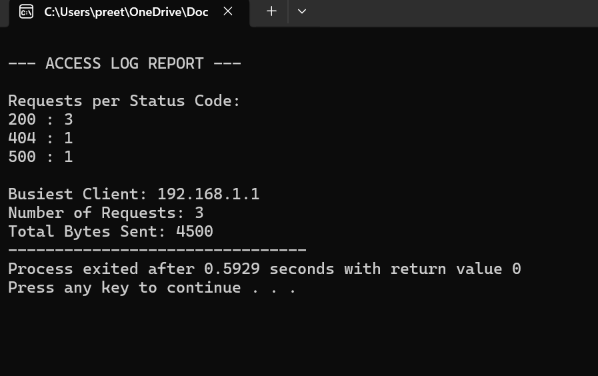 C:\Users\preet\OneDrive\Doc
--- ACCESS LOG REPORT ---
Requests per Status Code:
200 : 3
404 : 1
500 : 1
Busiest Client: 192.168.1.1
Number of Requests: 3
Total Bytes Sent: 4500
--------------------------------
Process exited after 0.5929 seconds with return value 0
Press any key to continue . . .